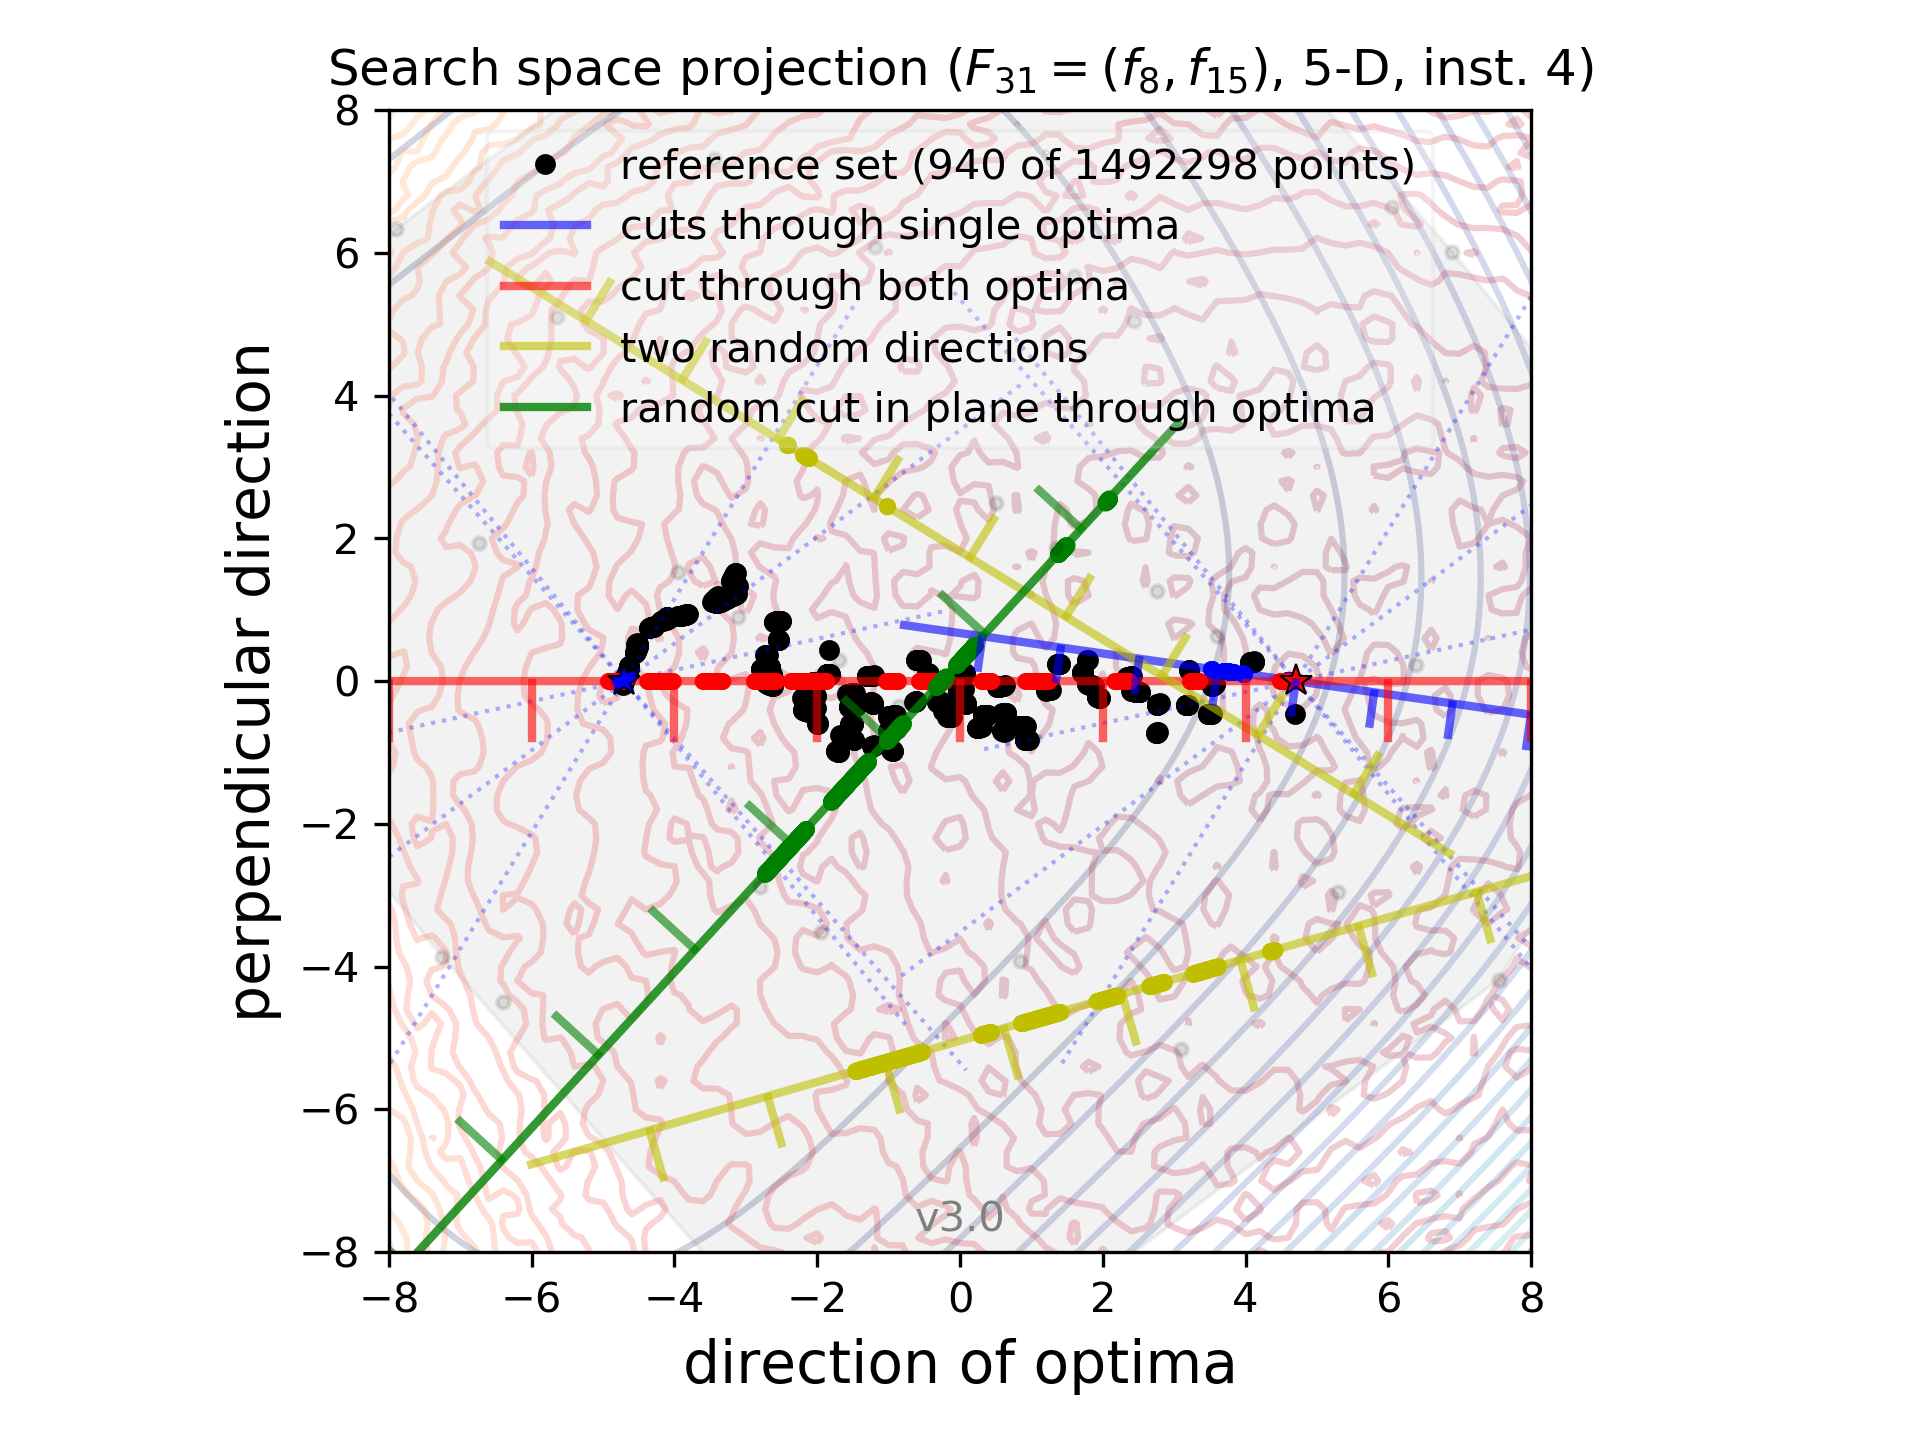 Search space projection (F₃₁ = (f₈, f₁₅), 5-D, inst. 4)
reference set (940 of 1492298 points)
cuts through single optima
cut through both optima
two random directions
random cut in plane through optima
perpendicular direction
8
6
4
2
0
−2
−4
−6
−8
v3.0
−8 −6 −4 −2 0 2 4 6 8
direction of optima